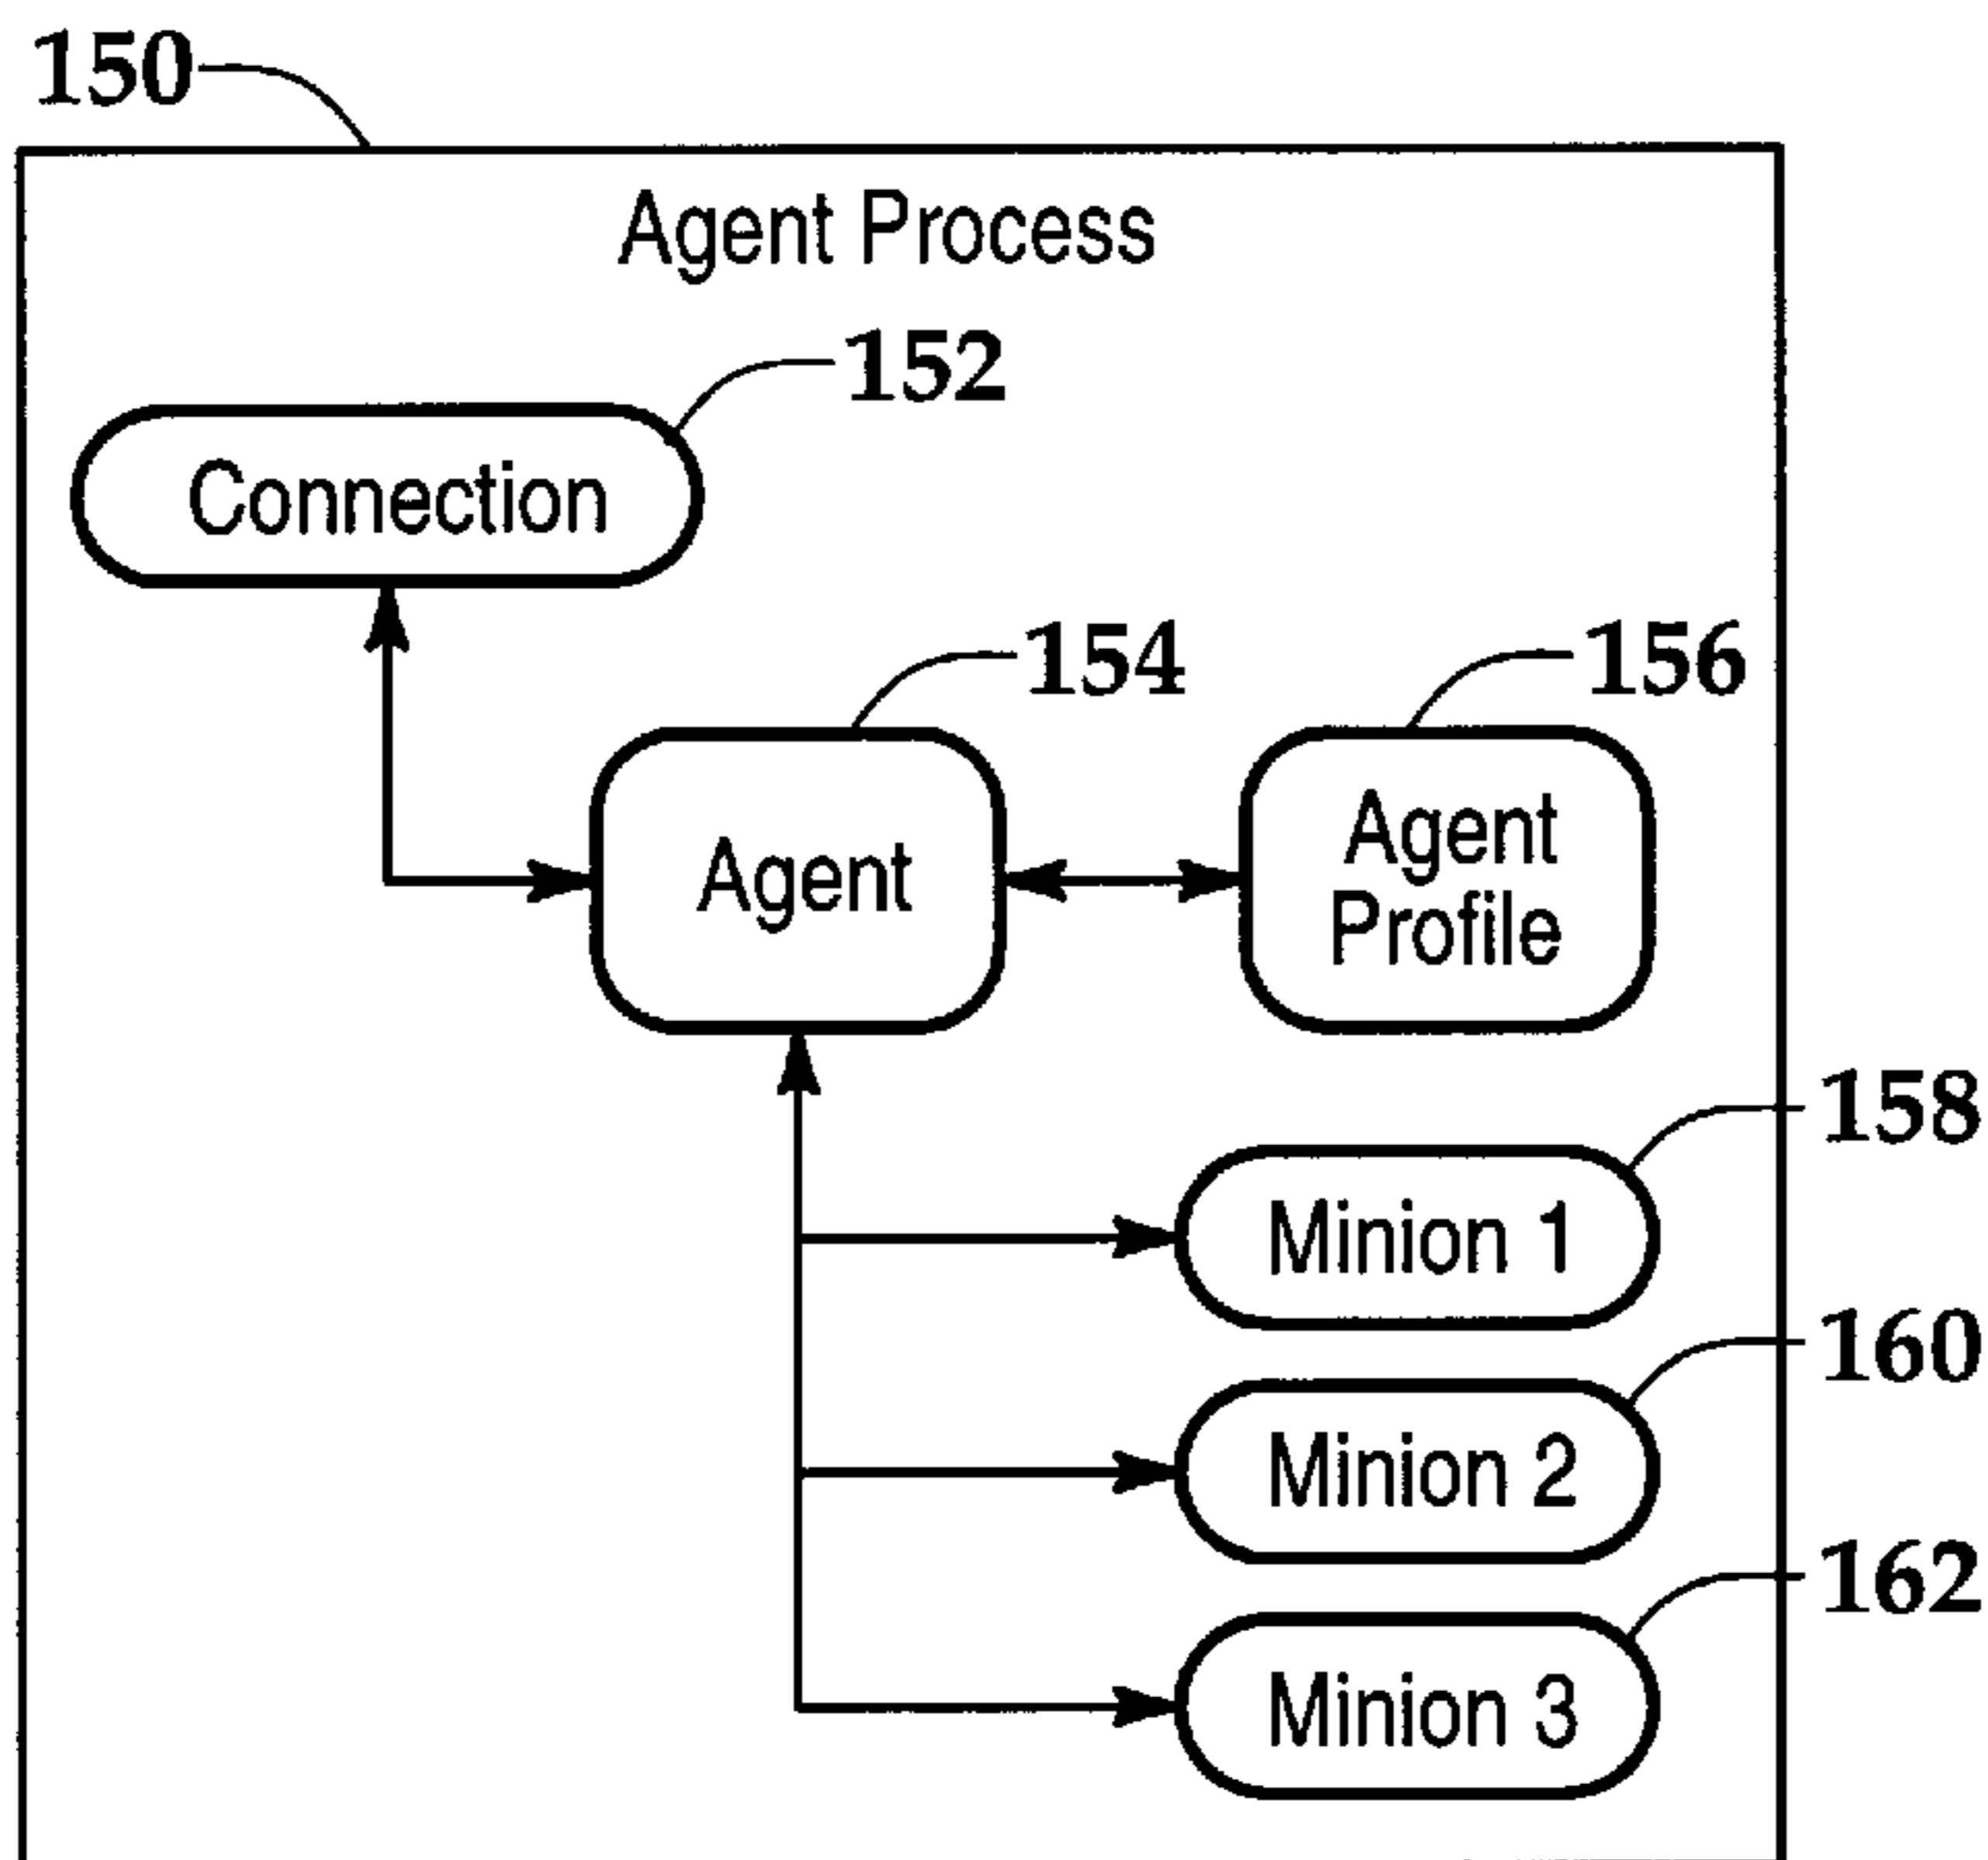 150
Agent Process
152
Connection
154
156
Agent
Agent
Profile
158
Minion 1
160
Minion 2
162
Minion 3